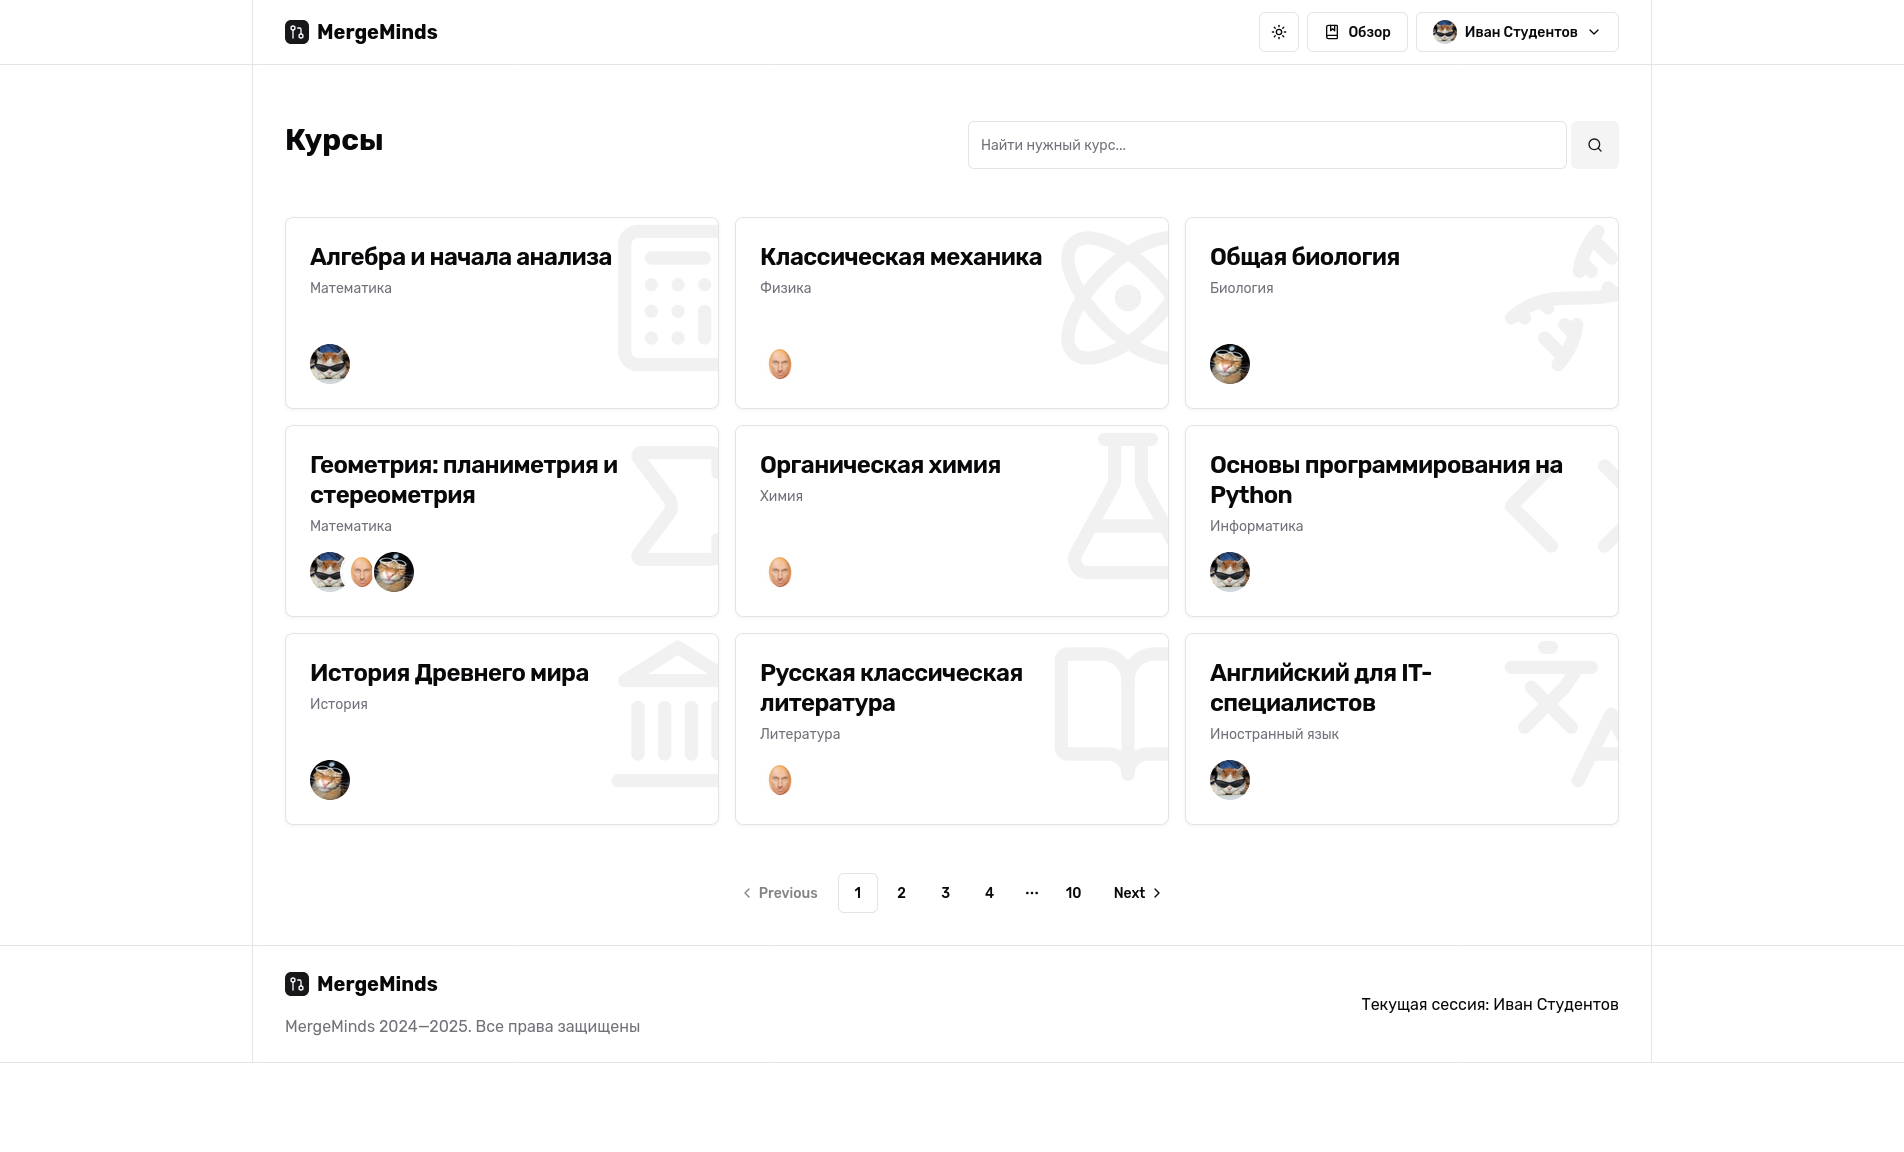 MergeMinds
Обзор
Иван Студентов
Курсы
Найти нужный курс...
Алгебра и начала анализа
Математика
Классическая механика
Физика
Общая биология
Биология
Геометрия: планиметрия и
стереометрия
Математика
Органическая химия
Химия
Основы программирования на
Python
Информатика
История Древнего мира
История
Русская классическая
литература
Литература
Английский для IT-
специалистов
Иностранный язык
Previous 1 2 3 4 ... 10 Next
MergeMinds
MergeMinds 2024—2025. Все права защищены
Текущая сессия: Иван Студентов